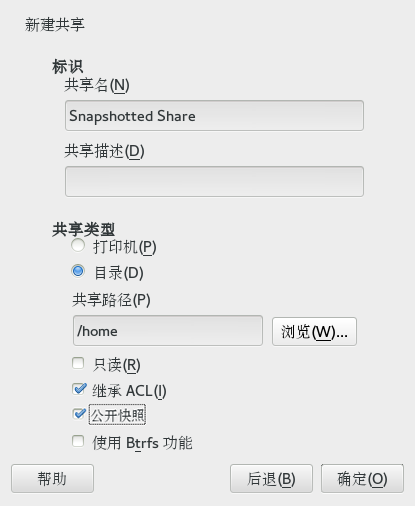 新建共享
标识
共享名(N)
Snapshotted Share
共享描述(D)
共享类型
打印机(P)
目录(D)
共享路径(P)
/home
浏览(W)...
只读(R)
继承 ACL(I)
公开快照
使用 Btrfs 功能
帮助
后退(B)
确定(O)